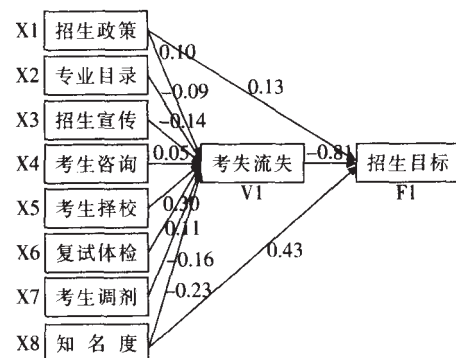 X1 招生政策
0.10
0.13
X2 专业目录
-0.09
X3 招生宣传
-0.14
X4 考生咨询 0.05 考失流失 -0.81 招生目标
V1 F1
X5 考生择校
0.30
X6 复试体检
0.11
0.43
X7 考生调剂
-0.16
-0.23
X8 知名度